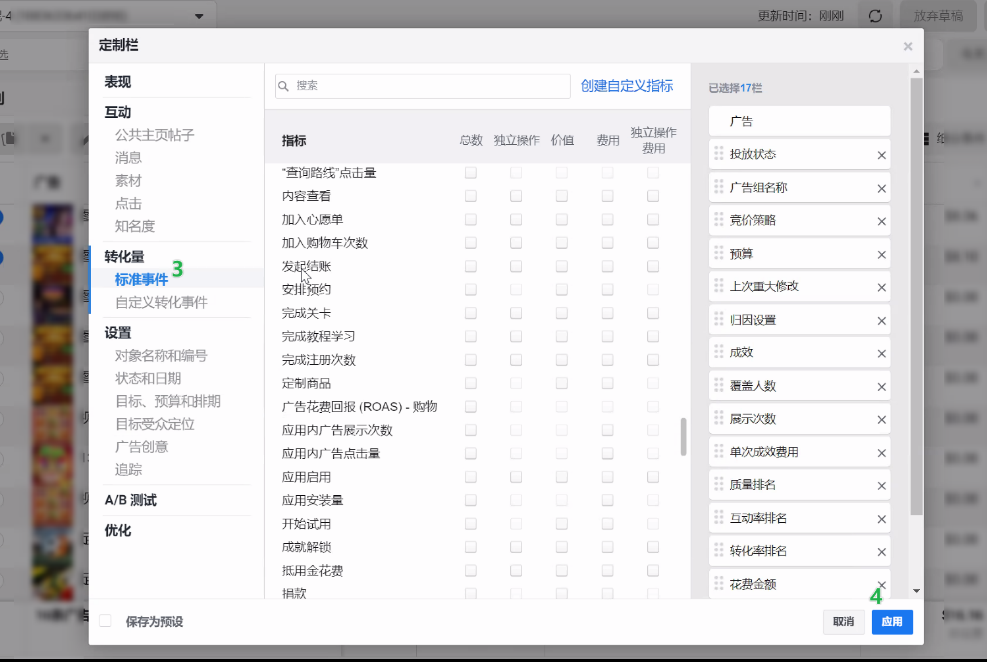 更新时间：刚刚
放弃草稿
定制栏
表现
互动
公共主页帖子
消息
素材
点击
知名度
转化量
标准事件
3
自定义转化事件
设置
对象名称和编号
状态和日期
目标、预算和排期
目标受众定位
广告创意
追踪
A/B 测试
优化
搜索
创建自定义指标
指标
总数
独立操作
价值
费用
独立操作
费用
“查询路线”点击量
内容查看
加入心愿单
加入购物车次数
发起结账
安排预约
完成关卡
完成教程学习
完成注册次数
定制商品
广告花费回报 (ROAS) - 购物
应用内广告展示次数
应用内广告点击量
应用启用
应用安装量
开始试用
成就解锁
抵用金花费
捐款
已选择17栏
广告
投放状态
广告组名称
竞价策略
预算
上次重大修改
归因设置
成效
覆盖人数
展示次数
单次成效费用
质量排名
互动率排名
转化率排名
花费金额
4
保存为预设
取消
应用